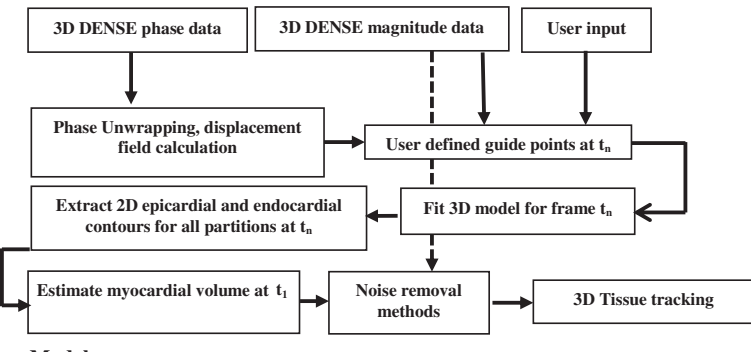 3D DENSE phase data
3D DENSE magnitude data
User input
Phase Unwrapping, displacement
field calculation
User defined guide points at tn
Extract 2D epicardial and endocardial
contours for all partitions at tn
Fit 3D model for frame tn
Estimate myocardial volume at t1
Noise removal
methods
3D Tissue tracking